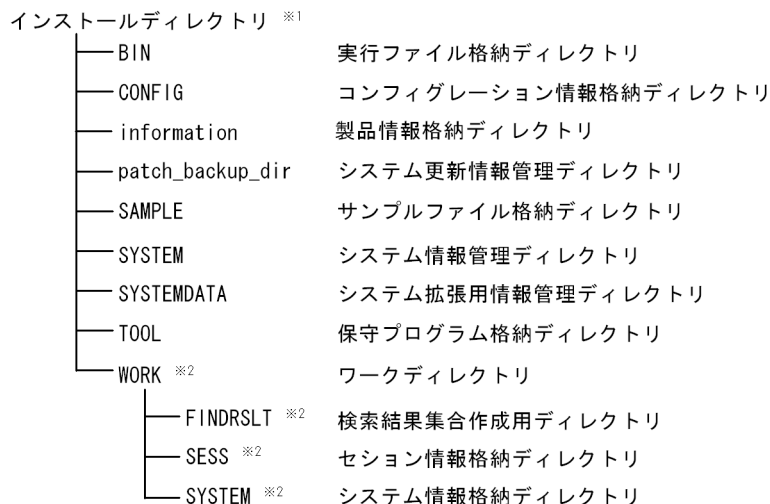 インストールディレクトリ ※1
BIN 実行ファイル格納ディレクトリ
CONFIG コンフィグレーション情報格納ディレクトリ
information 製品情報格納ディレクトリ
patch_backup_dir システム更新情報管理ディレクトリ
SAMPLE サンプルファイル格納ディレクトリ
SYSTEM システム情報管理ディレクトリ
SYSTEMDATA システム拡張用情報管理ディレクトリ
TOOL 保守プログラム格納ディレクトリ
WORK ※2 ワークディレクトリ
FINDRSLT ※2 検索結果集合作成用ディレクトリ
SESS ※2 セション情報格納ディレクトリ
SYSTEM ※2 システム情報格納ディレクトリ